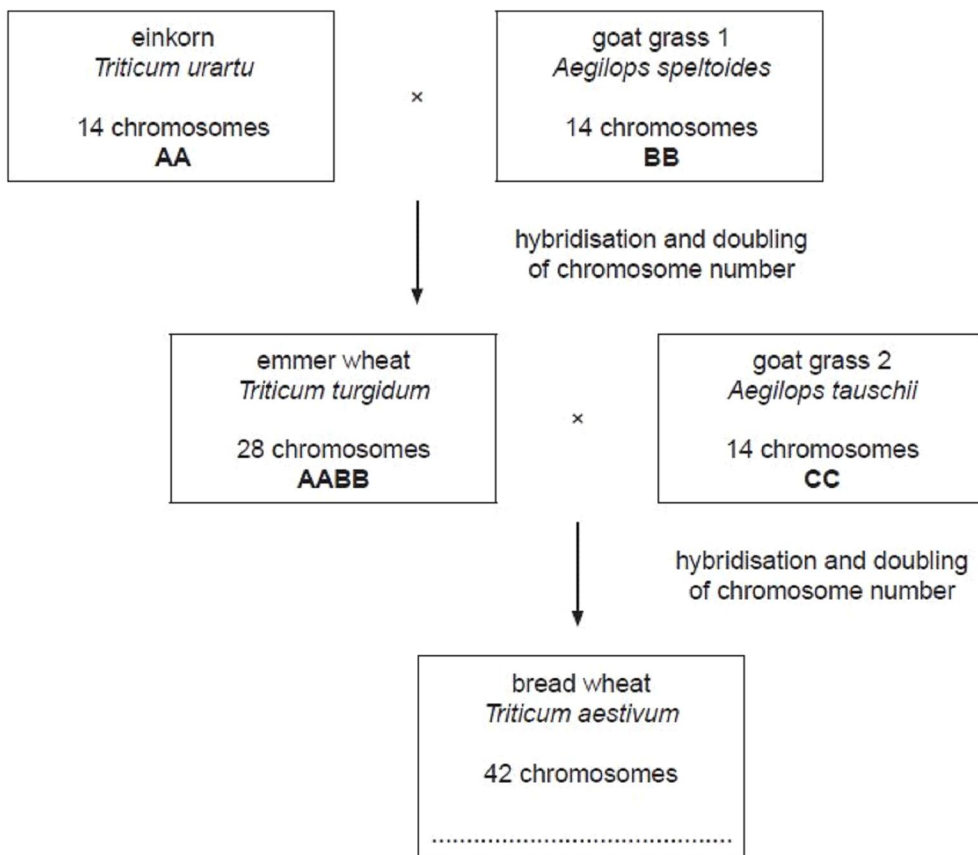 einkorn
Triticum urartu
14 chromosomes
AA
×
goat grass 1
Aegilops speltoides
14 chromosomes
BB
hybridisation and doubling
of chromosome number
emmer wheat
Triticum turgidum
28 chromosomes
AABB
×
goat grass 2
Aegilops tauschii
14 chromosomes
CC
hybridisation and doubling
of chromosome number
bread wheat
Triticum aestivum
42 chromosomes
............................................................